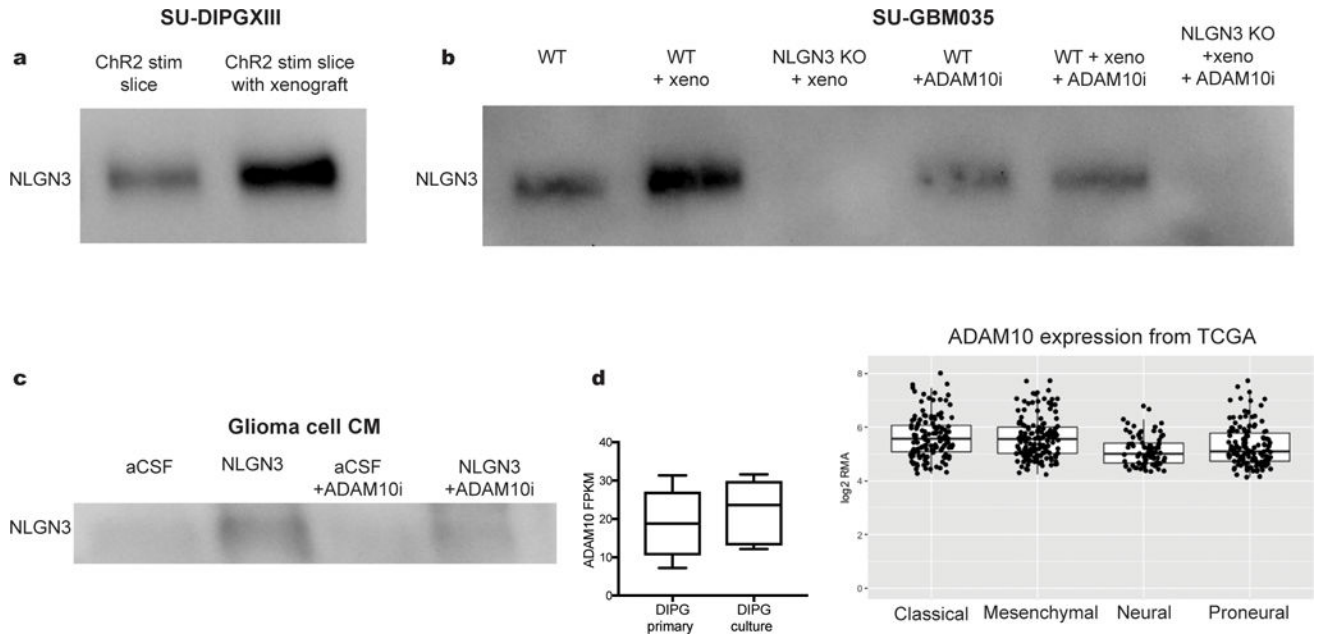 SU-DIPGXIII
a
ChR2 stim
slice
ChR2 stim slice
with xenograft
NLGN3
SU-GBM035
b
WT
WT
+ xeno
NLGN3 KO
+ xeno
WT
+ADAM10i
WT + xeno
+ ADAM10i
NLGN3 KO
+xeno
+ ADAM10i
NLGN3
c
Glioma cell CM
aCSF
NLGN3
aCSF
+ADAM10i
NLGN3
+ADAM10i
NLGN3
d
ADAM10 FPKM
40
30
20
10
0
DIPG
primary
DIPG
culture
ADAM10 expression from TCGA
log2 RMA
8
6
4
2
0
Classical
Mesenchymal
Neural
Proneural